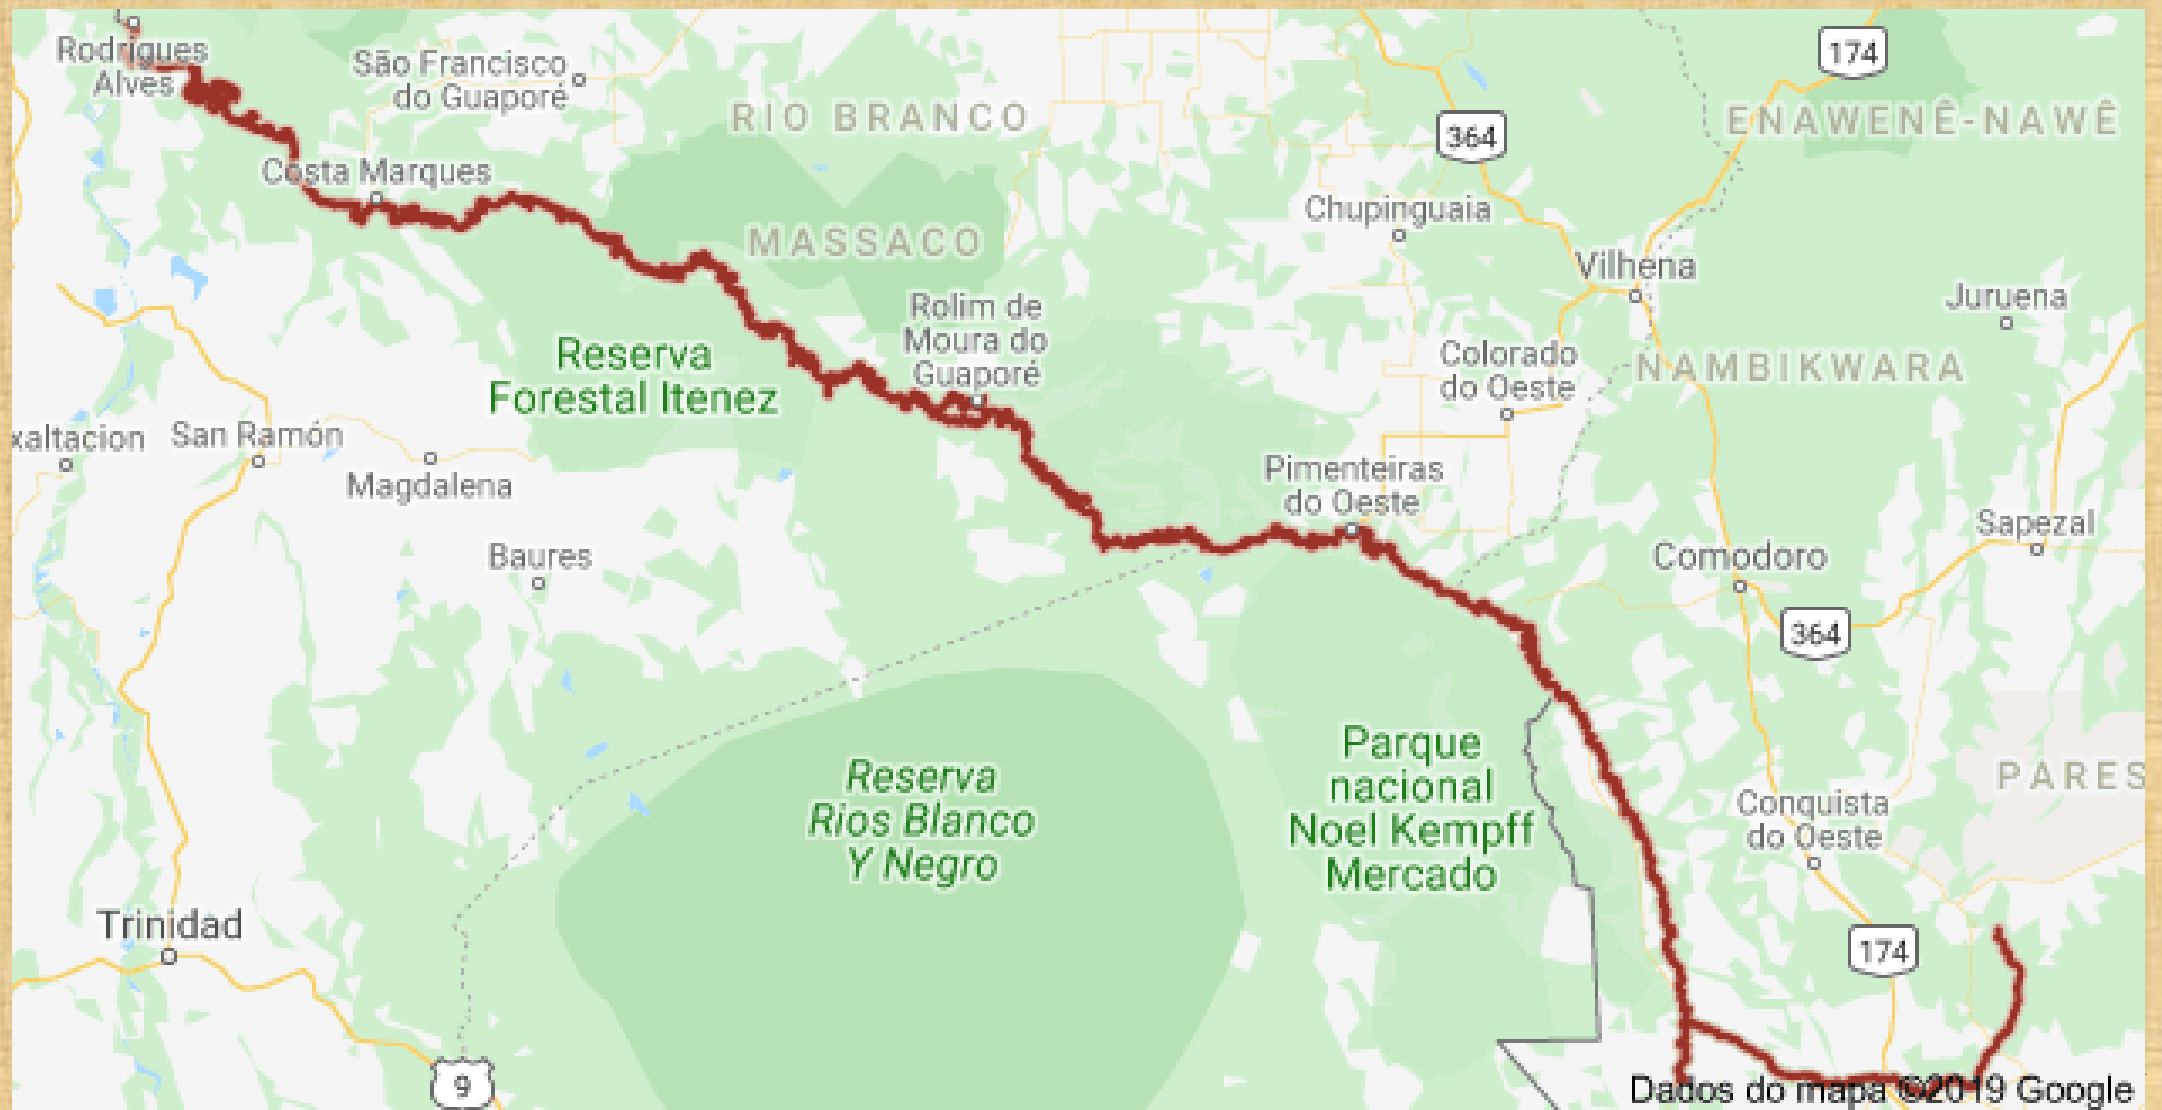 Rodrigues
Alves
São Francisco
do Guaporé
174
RIO BRANCO
ENAWENÊ-NAWÊ
364
Costa Marques
Chupinguaia
MASSACO
Vilhena
Juruena
Rolim de
Moura do
Guaporé
Reserva
Forestal Itenez
Colorado
do Oeste
NAMBIKWARA
xaltacion
San Ramón
Magdalena
Pimenteiras
do Oeste
Sapezal
Baures
Comodoro
364
Parque
nacional
Noel Kempff
Mercado
Reserva
Rios Blanco
Y Negro
PARES
Conquista
do Oeste
Trinidad
174
9
Dados do mapa ©2019 Google